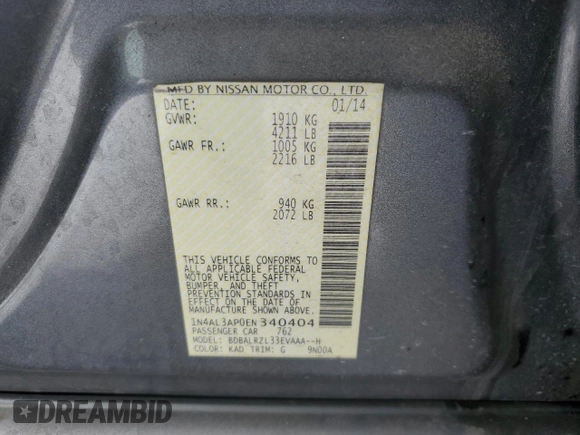 MFD BY NISSAN MOTOR CO., LTD.
DATE: 01/14
GVWR: 1910 KG
4211 LB
GAWR FR.: 1005 KG
2216 LB
GAWR RR.: 940 KG
2072 LB
THIS VEHICLE CONFORMS TO
ALL APPLICABLE FEDERAL
MOTOR VEHICLE SAFETY,
BUMPER, AND THEFT
PREVENTION STANDARDS IN
EFFECT ON THE DATE OF
MANUFACTURE SHOWN ABOVE.
1N4AL3AP0EN340404
PASSENGER CAR 762
MODEL: BDBALRZL33EVAAA--H
COLOR: KAD TRIM: G 9N00A
DREAMBID